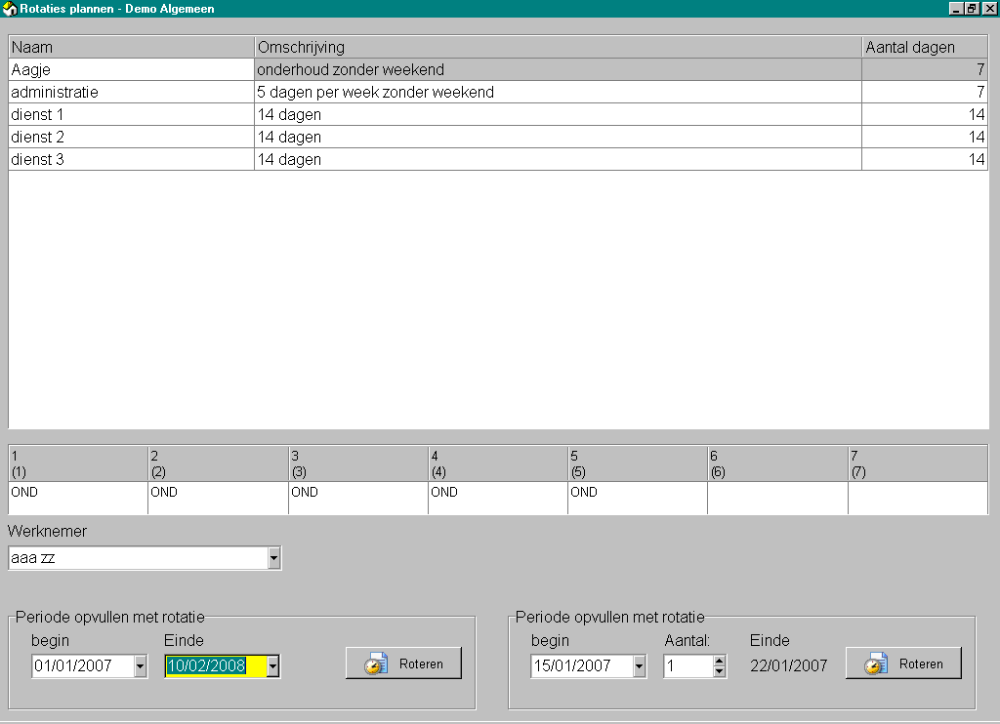 Rotaties plannen - Demo Algemeen
Naam Omschrijving Aantal dagen
Aagje onderhoud zonder weekend 7
administratie 5 dagen per week zonder weekend 7
dienst 1 14 dagen 14
dienst 2 14 dagen 14
dienst 3 14 dagen 14
1 2 3 4 5 6 7
(1) (2) (3) (4) (5) (6) (7)
OND OND OND OND OND
Werknemer
aaa zz
Periode opvullen met rotatie Periode opvullen met rotatie
begin Einde begin Aantal: Einde
01/01/2007 10/02/2008 Roteren 15/01/2007 1 22/01/2007 Roteren